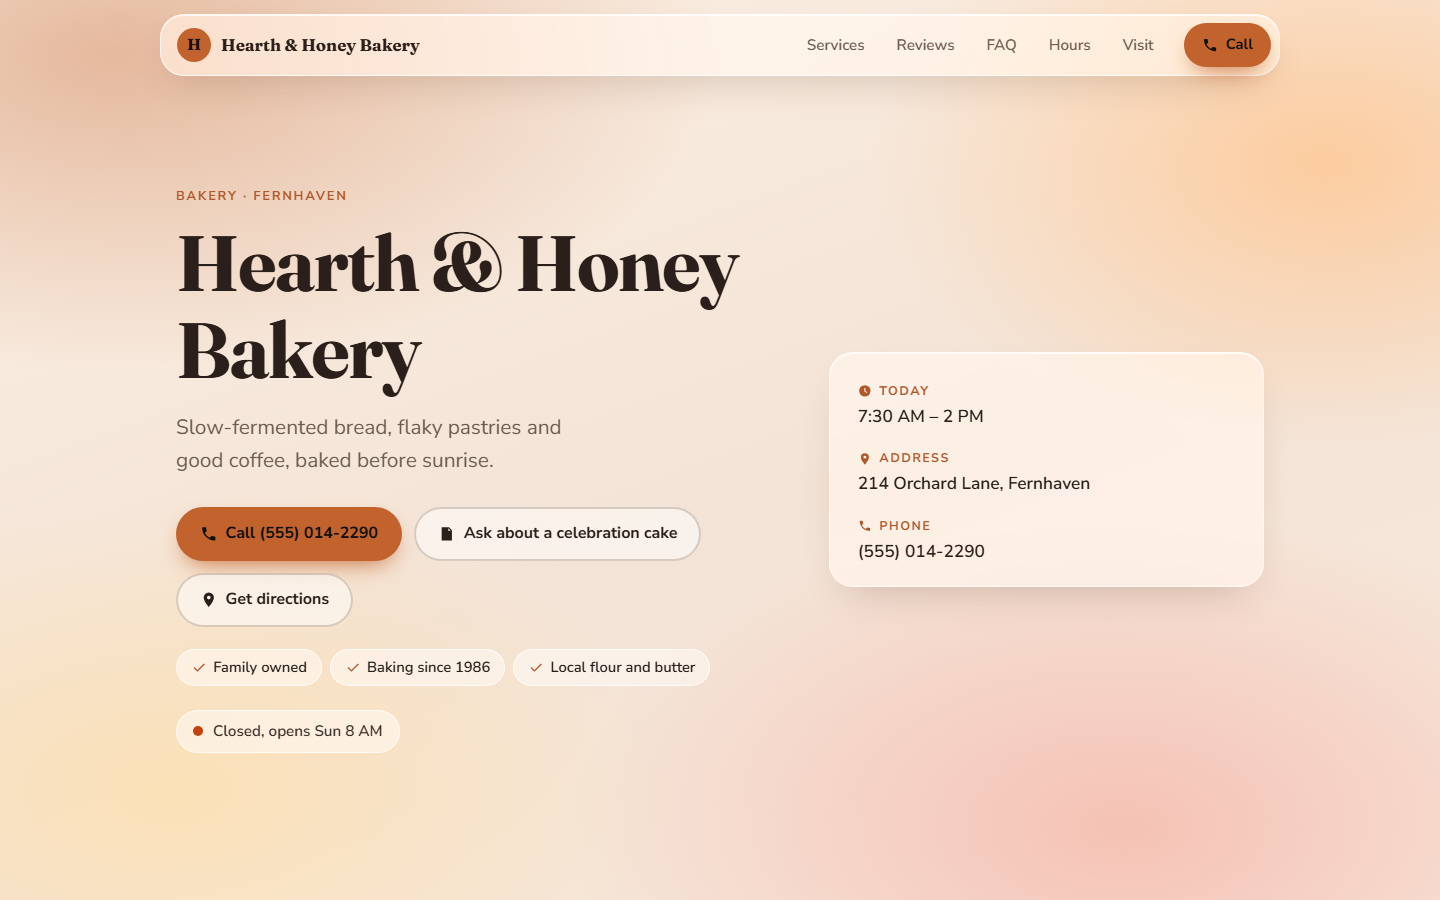 H Hearth & Honey Bakery Services Reviews FAQ Hours Visit Call
BAKERY · FERNHAVEN
Hearth & Honey
Bakery
Slow-fermented bread, flaky pastries and
good coffee, baked before sunrise.
Call (555) 014-2290 Ask about a celebration cake
Get directions
Family owned Baking since 1986 Local flour and butter
Closed, opens Sun 8 AM
TODAY
7:30 AM – 2 PM
ADDRESS
214 Orchard Lane, Fernhaven
PHONE
(555) 014-2290